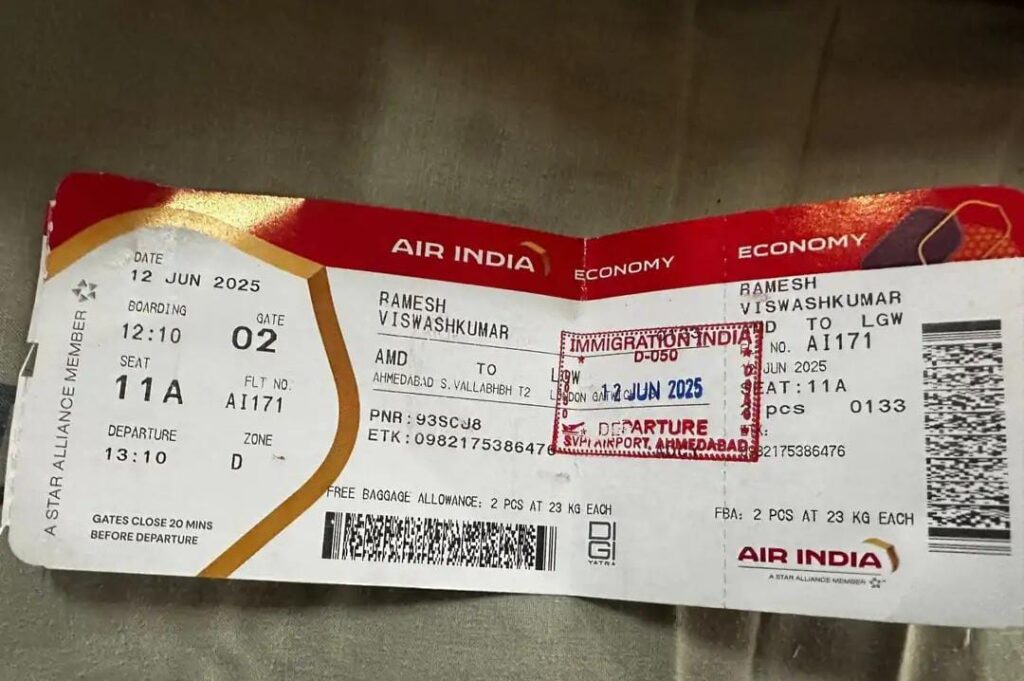 AIR INDIA
ECONOMY
ECONOMY
A STAR ALLIANCE MEMBER
DATE
12 JUN 2025
BOARDING
12:10
GATE
02
SEAT
11A
FLT NO.
AI171
DEPARTURE
13:10
ZONE
D
GATES CLOSE 20 MINS
BEFORE DEPARTURE
RAMESH
VISWASHKUMAR
AMD TO LGW
AHMEDABAD S.VALLABHBH T2
PNR:93SCJ8
ETK:0982175386476
FREE BAGGAGE ALLOWANCE: 2 PCS AT 23 KG EACH
DIGI
YATRA
IMMIGRATION INDIA
D-050
12 JUN 2025
DEPARTURE
SVPI AIRPORT, AHMEDABAD
RAMESH
VISWASHKUMAR
TO LGW
NO. AI171
JUN 2025
SEAT:11A
pcs 0133
82175386476
FBA: 2 PCS AT 23 KG EACH
AIR INDIA
A STAR ALLIANCE MEMBER